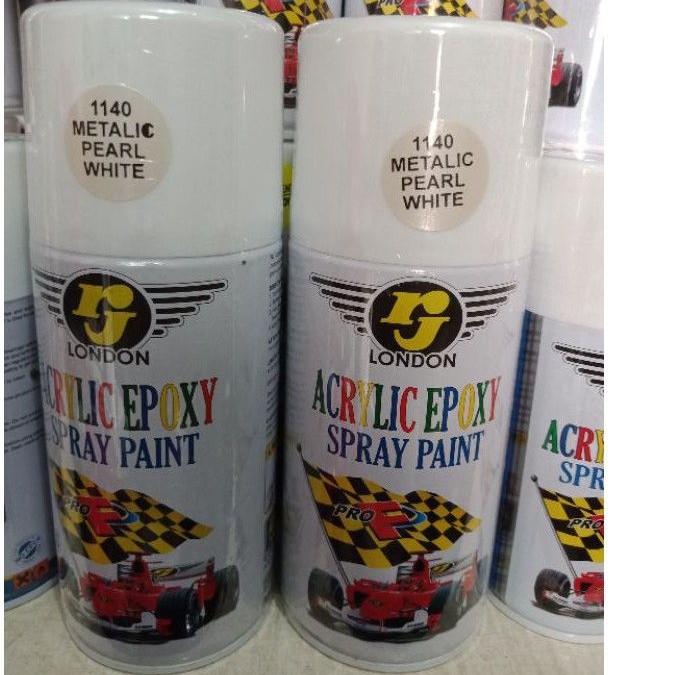 1140
METALIC
PEARL
WHITE
rj
LONDON
ACRYLIC EPOXY
SPRAY PAINT
PRO
1140
METALIC
PEARL
WHITE
rj
LONDON
ACRYLIC EPOXY
SPRAY PAINT
PRO
ACRY
SPR
PRO